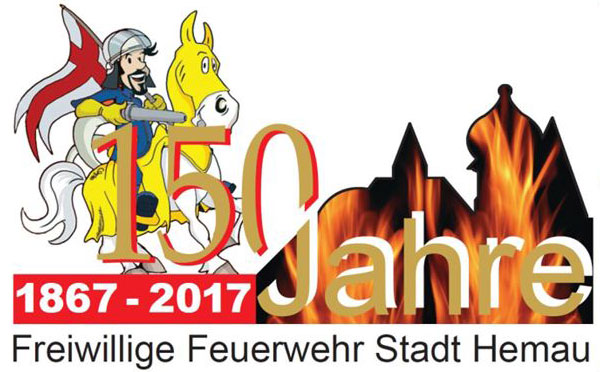 150 Jahre
1867 - 2017
Freiwillige Feuerwehr Stadt Hemau